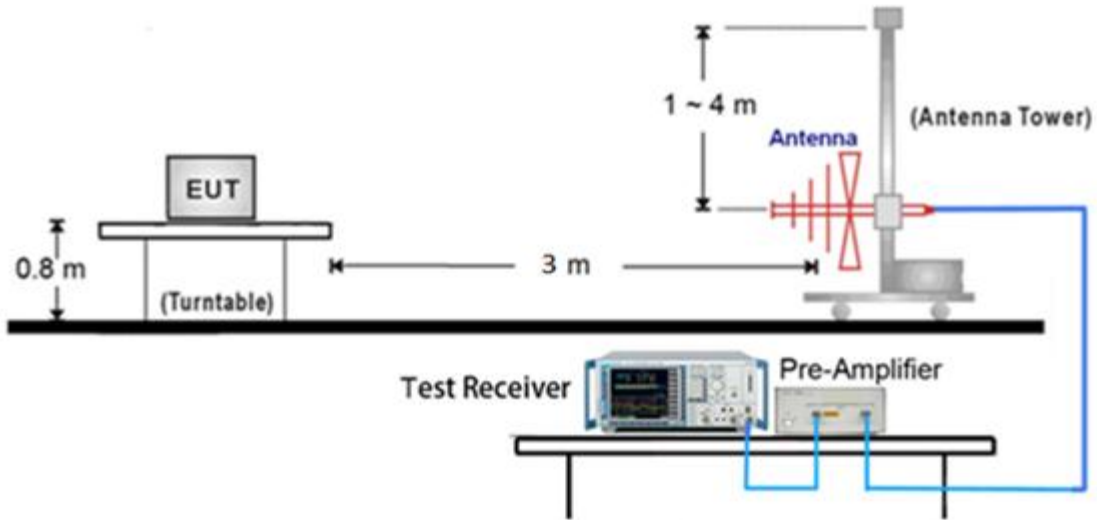 1 ~ 4 m
(Antenna Tower)
Antenna
EUT
0.8 m
3 m
(Turntable)
Test Receiver
Pre-Amplifier